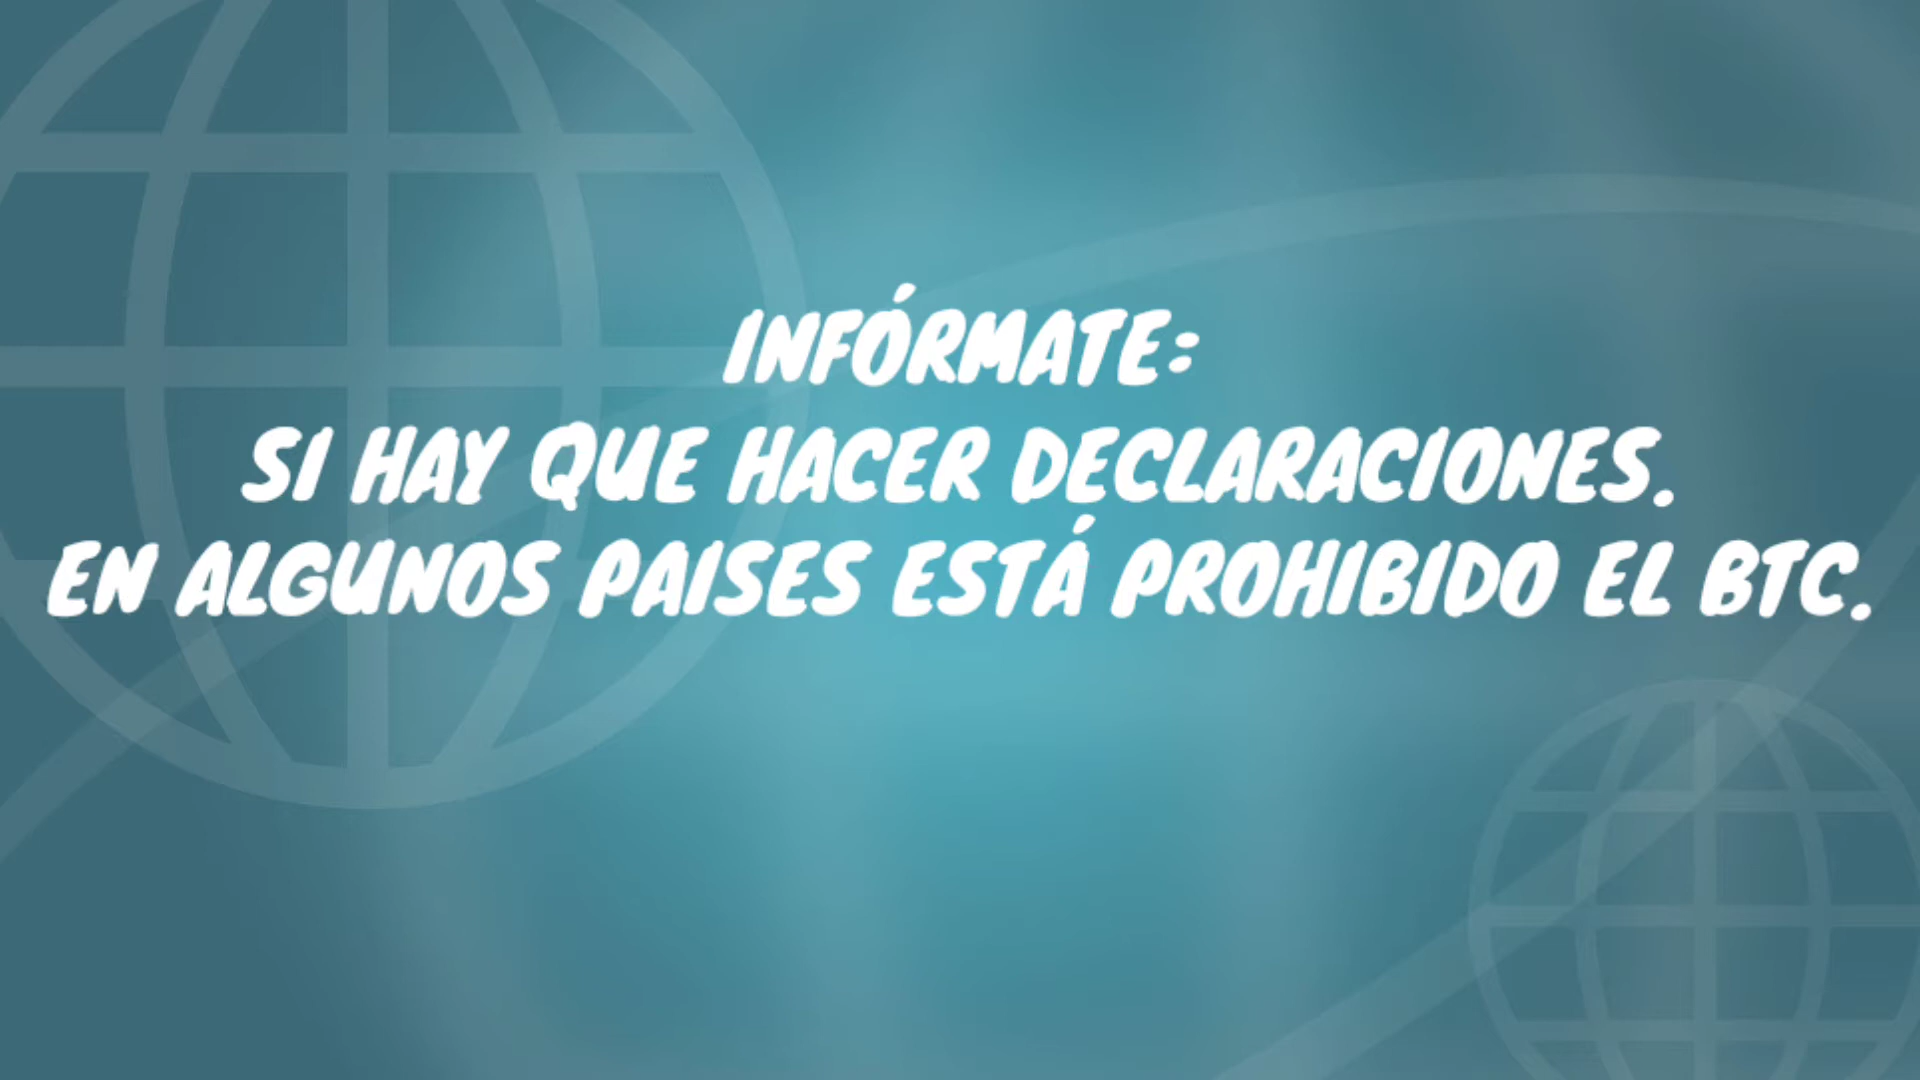 INFÓRMATE:
SI HAY QUE HACER DECLARACIONES.
EN ALGUNOS PAISES ESTÁ PROHIBIDO EL BTC.